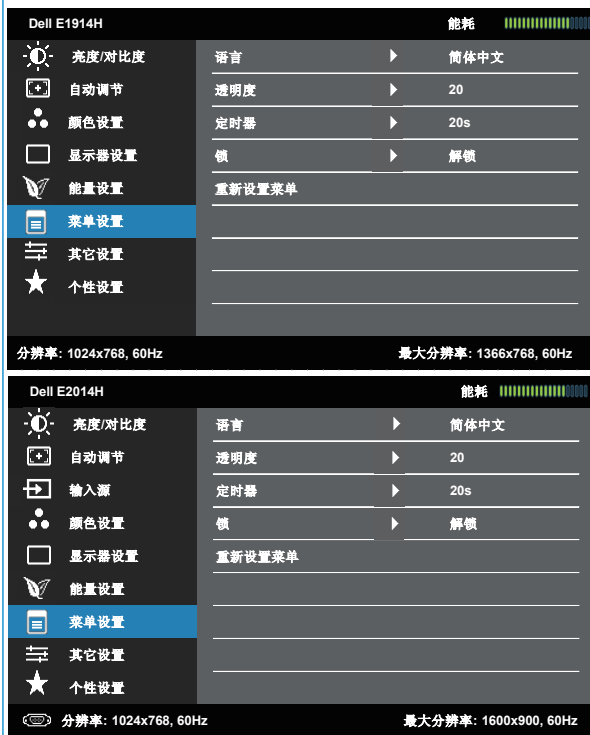 Dell E1914H 能耗
亮度/对比度 语言 简体中文
自动调节 透明度 20
颜色设置 定时器 20s
显示器设置 锁 解锁
能量设置 重新设置菜单
菜单设置
其它设置
个性设置
分辨率: 1024x768, 60Hz 最大分辨率: 1366x768, 60Hz
Dell E2014H 能耗
亮度/对比度 语言 简体中文
自动调节 透明度 20
输入源 定时器 20s
颜色设置 锁 解锁
显示器设置 重新设置菜单
能量设置
菜单设置
其它设置
个性设置
分辨率: 1024x768, 60Hz 最大分辨率: 1600x900, 60Hz